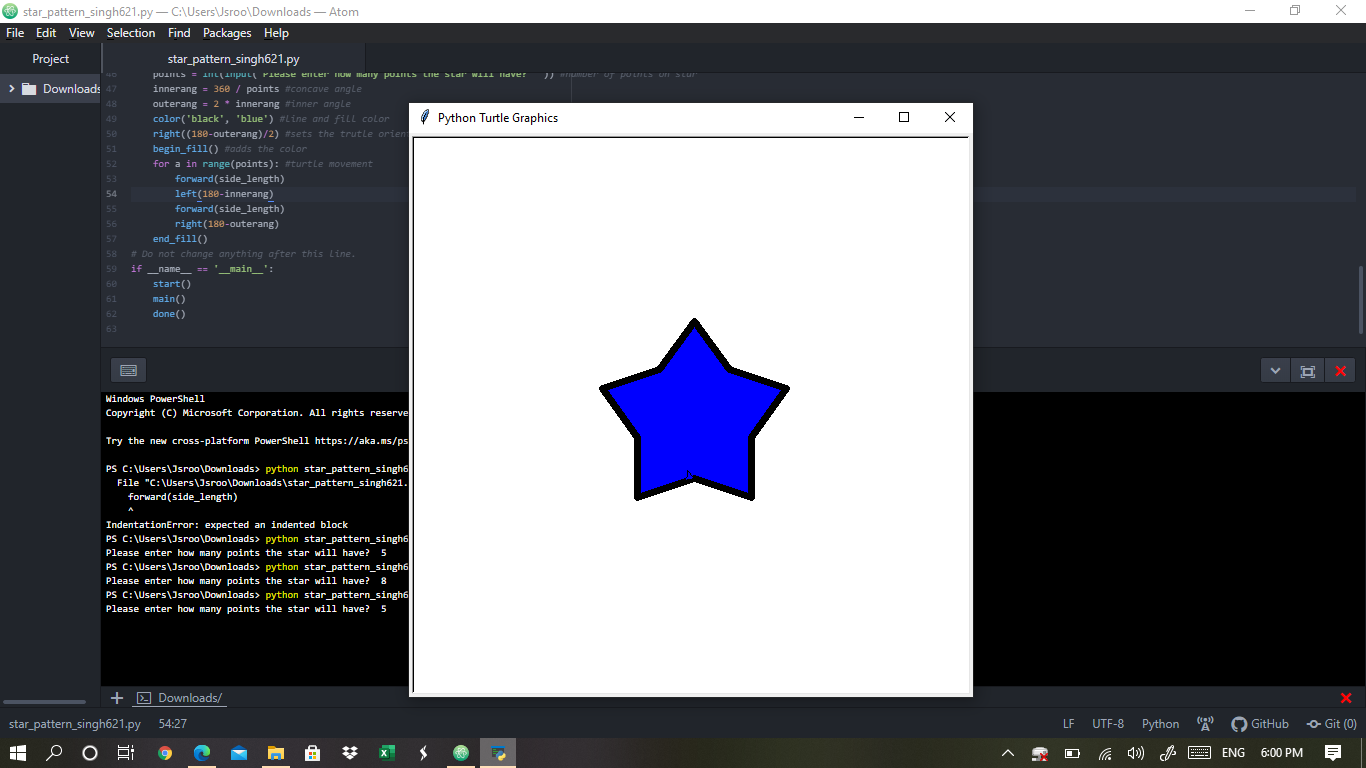 star_pattern_singh621.py — C:\Users\Jsroo\Downloads — Atom
File Edit View Selection Find Packages Help
Project
star_pattern_singh621.py
Downloads
46 points = int(input("Please enter how many points the star will have? ")) #number of points on star
47 innerang = 360 / points #concave angle
48 outerang = 2 * innerang #inner angle
49 color('black', 'blue') #line and fill color
50 right((180-outerang)/2) #sets the trutle orien
51 begin_fill() #adds the color
52 for a in range(points): #turtle movement
53 forward(side_length)
54 left(180-innerang)
55 forward(side_length)
56 right(180-outerang)
57 end_fill()
58 # Do not change anything after this line.
59 if __name__ == '__main__':
60 start()
61 main()
62 done()
63
Python Turtle Graphics
Windows PowerShell
Copyright (C) Microsoft Corporation. All rights reserve
Try the new cross-platform PowerShell https://aka.ms/ps
PS C:\Users\Jsroo\Downloads> python star_pattern_singh6
File "C:\Users\Jsroo\Downloads\star_pattern_singh621.
forward(side_length)
^
IndentationError: expected an indented block
PS C:\Users\Jsroo\Downloads> python star_pattern_singh6
Please enter how many points the star will have? 5
PS C:\Users\Jsroo\Downloads> python star_pattern_singh6
Please enter how many points the star will have? 8
PS C:\Users\Jsroo\Downloads> python star_pattern_singh6
Please enter how many points the star will have? 5
Downloads/
star_pattern_singh621.py 54:27 LF UTF-8 Python GitHub Git (0)
ENG 6:00 PM